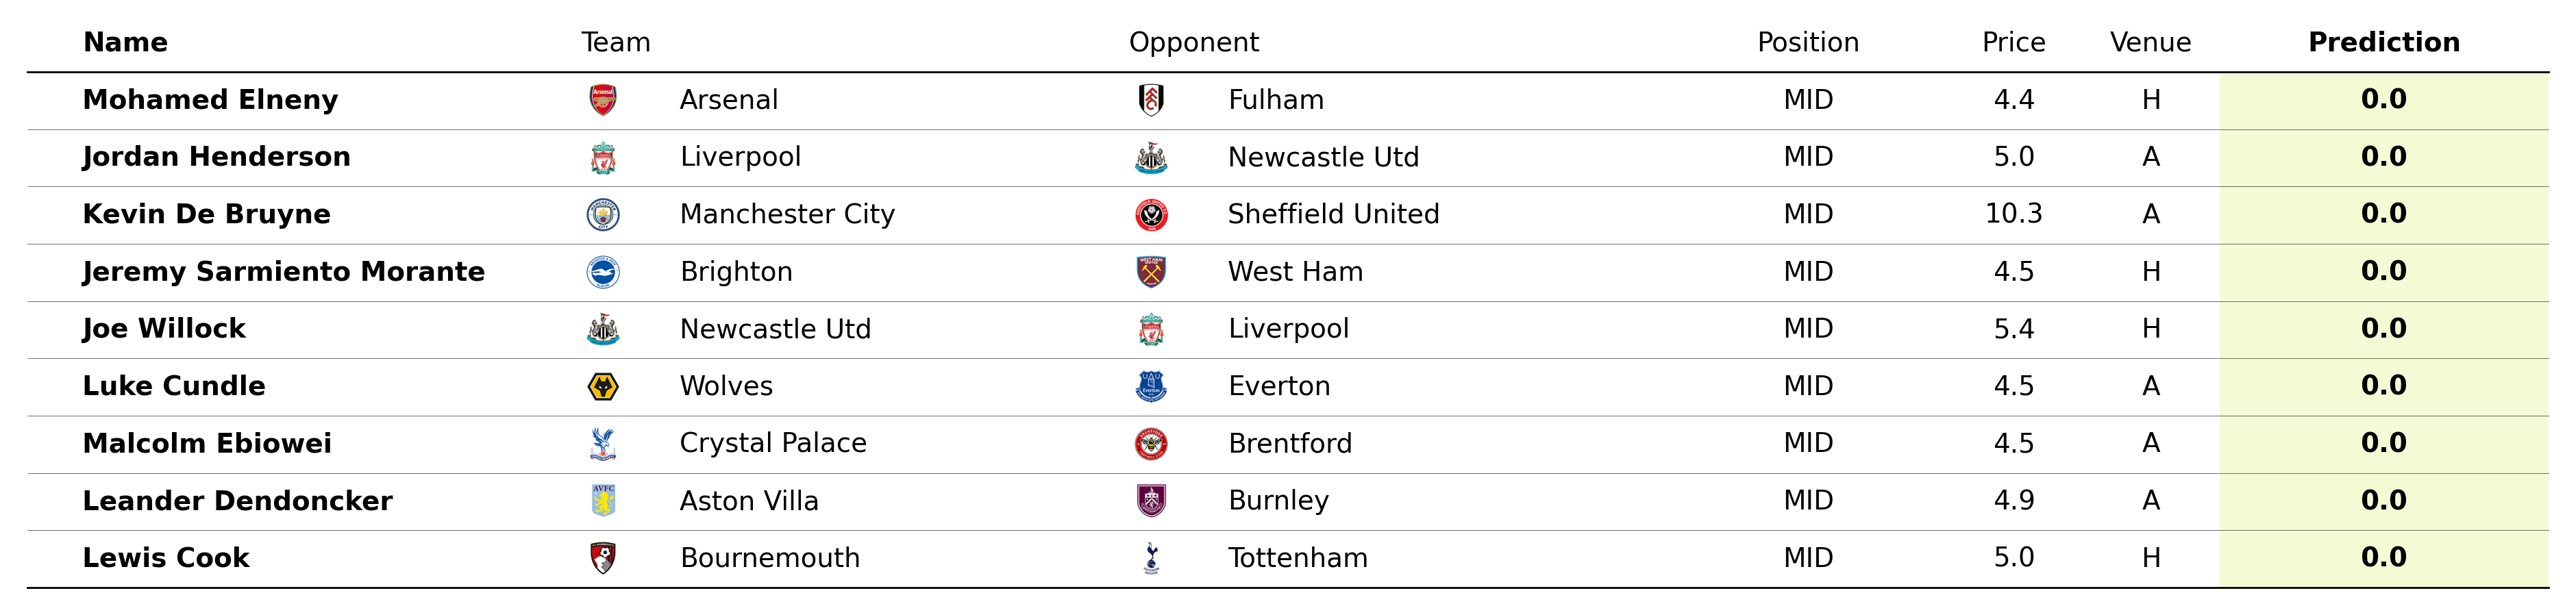 Name Team Opponent Position Price Venue Prediction
Mohamed Elneny Arsenal Fulham MID 4.4 H 0.0
Jordan Henderson Liverpool Newcastle Utd MID 5.0 A 0.0
Kevin De Bruyne Manchester City Sheffield United MID 10.3 A 0.0
Jeremy Sarmiento Morante Brighton West Ham MID 4.5 H 0.0
Joe Willock Newcastle Utd Liverpool MID 5.4 H 0.0
Luke Cundle Wolves Everton MID 4.5 A 0.0
Malcolm Ebiowei Crystal Palace Brentford MID 4.5 A 0.0
Leander Dendoncker Aston Villa Burnley MID 4.9 A 0.0
Lewis Cook Bournemouth Tottenham MID 5.0 H 0.0